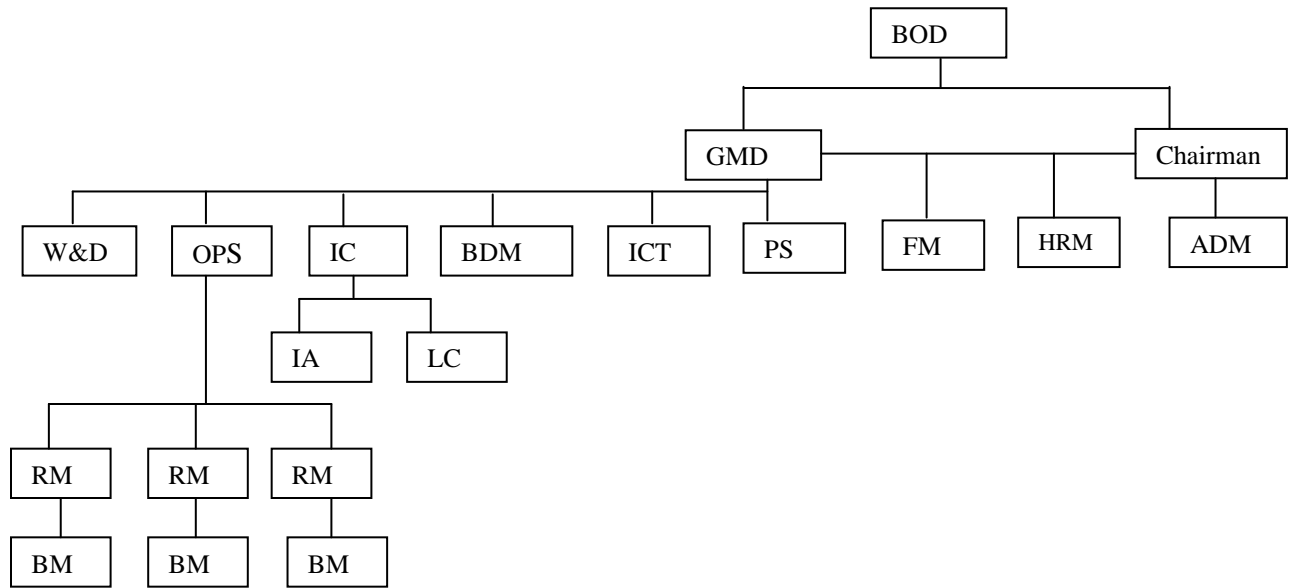 BOD
GMD
Chairman
W&D
OPS
IC
BDM
ICT
PS
FM
HRM
ADM
IA
LC
RM
RM
RM
BM
BM
BM